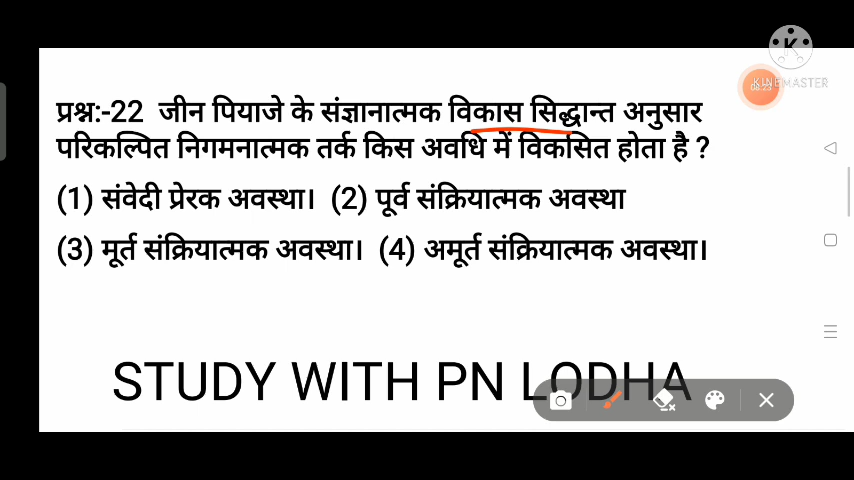 KINEMASTER
प्रश्न:-22 जीन पियाजे के संज्ञानात्मक विकास सिद्धान्त अनुसार
परिकल्पित निगमनात्मक तर्क किस अवधि में विकसित होता है ?
(1) संवेदी प्रेरक अवस्था। (2) पूर्व संक्रियात्मक अवस्था
(3) मूर्त संक्रियात्मक अवस्था। (4) अमूर्त संक्रियात्मक अवस्था।
STUDY WITH PN LODHA